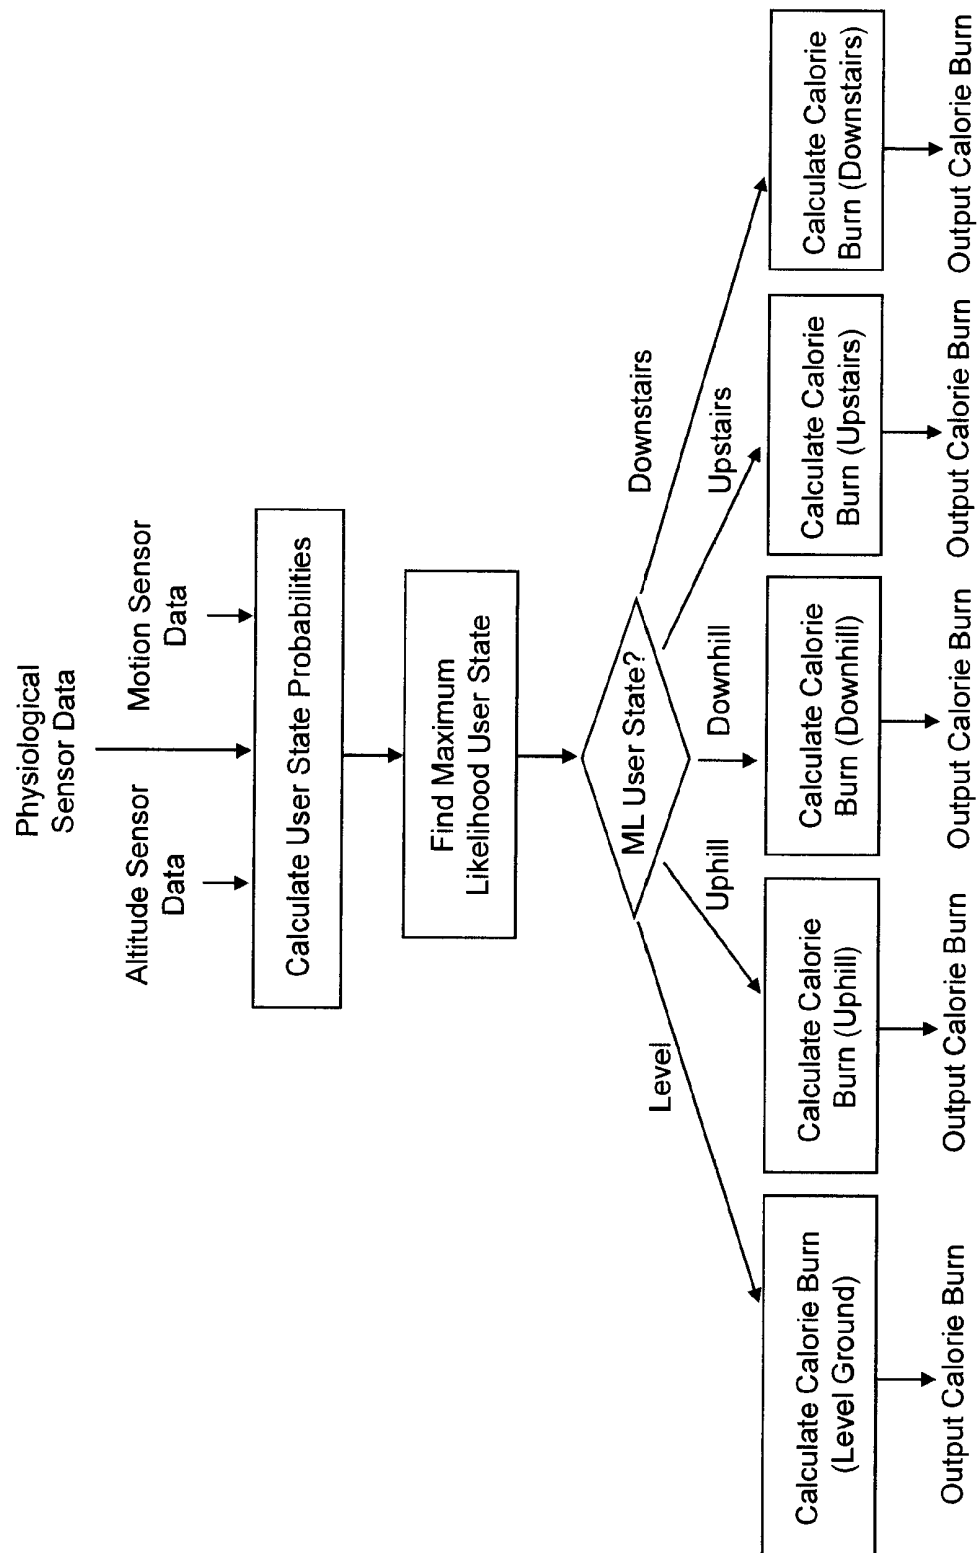 Physiological
Sensor Data
Altitude Sensor
Data
Motion Sensor
Data
Calculate User State Probabilities
Find Maximum
Likelihood User State
ML User State?
Level
Uphill
Downhill
Upstairs
Downstairs
Calculate Calorie Burn
(Level Ground)
Calculate Calorie
Burn (Uphill)
Calculate Calorie
Burn (Downhill)
Calculate Calorie
Burn (Upstairs)
Calculate Calorie
Burn (Downstairs)
Output Calorie Burn
Output Calorie Burn
Output Calorie Burn
Output Calorie Burn
Output Calorie Burn